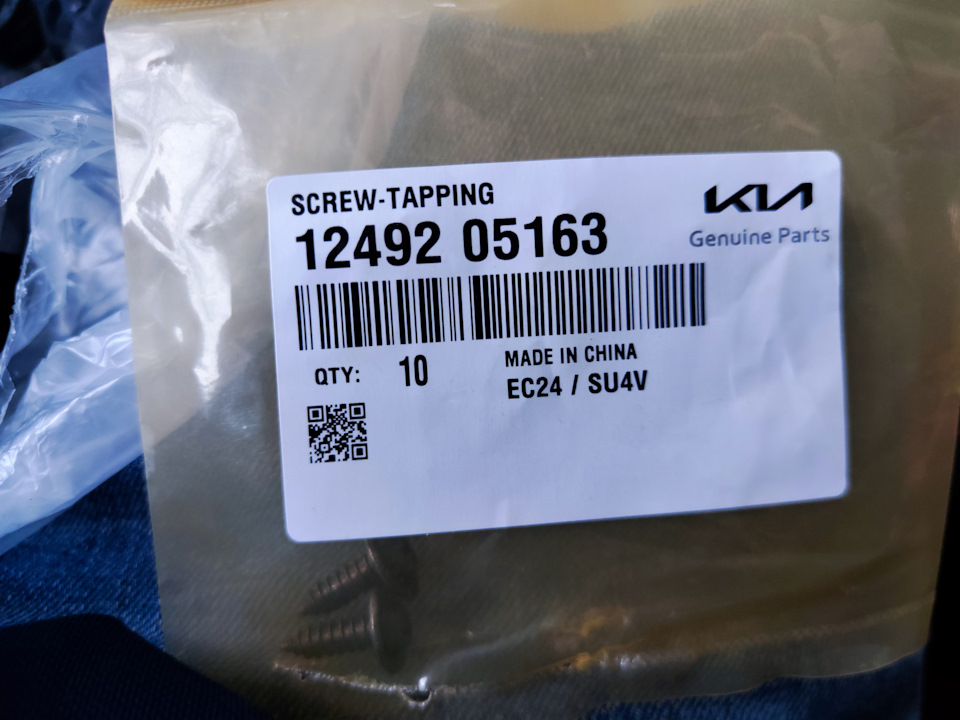 SCREW-TAPPING
12492 05163
KIA
Genuine Parts
QTY: 10
MADE IN CHINA
EC24 / SU4V